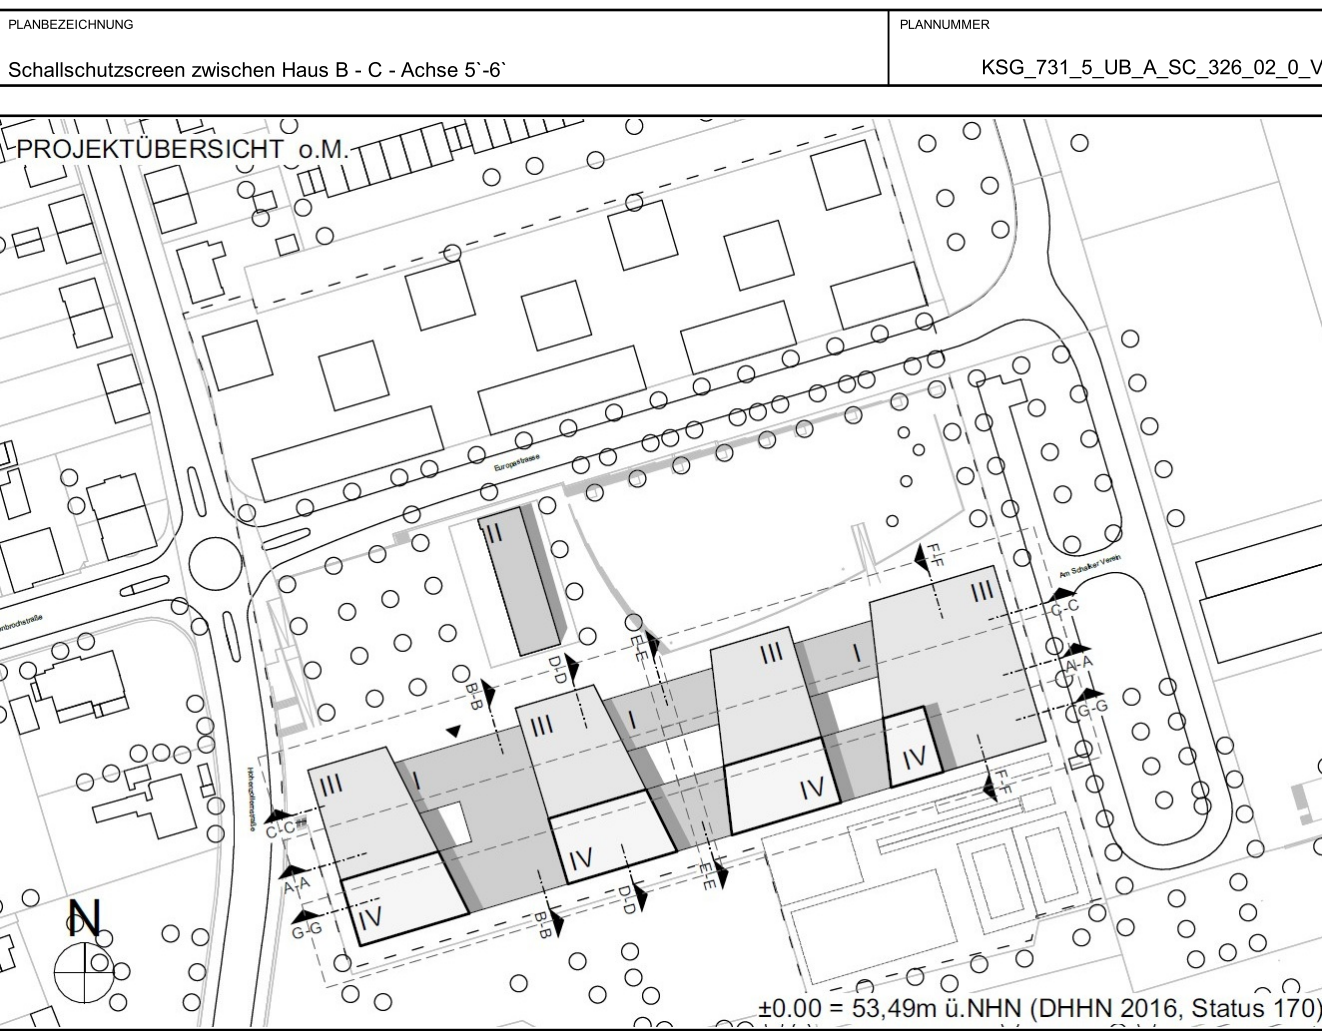 PLANBEZEICHNUNG
PLANNUMMER
Schallschutzscreen zwischen Haus B - C - Achse 5`-6`
KSG_731_5_UB_A_SC_326_02_0_V
PROJEKTÜBERSICHT o.M.
Europastrasse
II
F-F
Am Schalker Verein
III
C-C
E-E
III
I
D-D
A-A
B-B
III
I
G-G
III
I
IV
IV
F-F
C-C
IV
A-A
E-E
D-D
IV
G-G
B-B
N
±0.00 = 53,49m ü.NHN (DHHN 2016, Status 170)